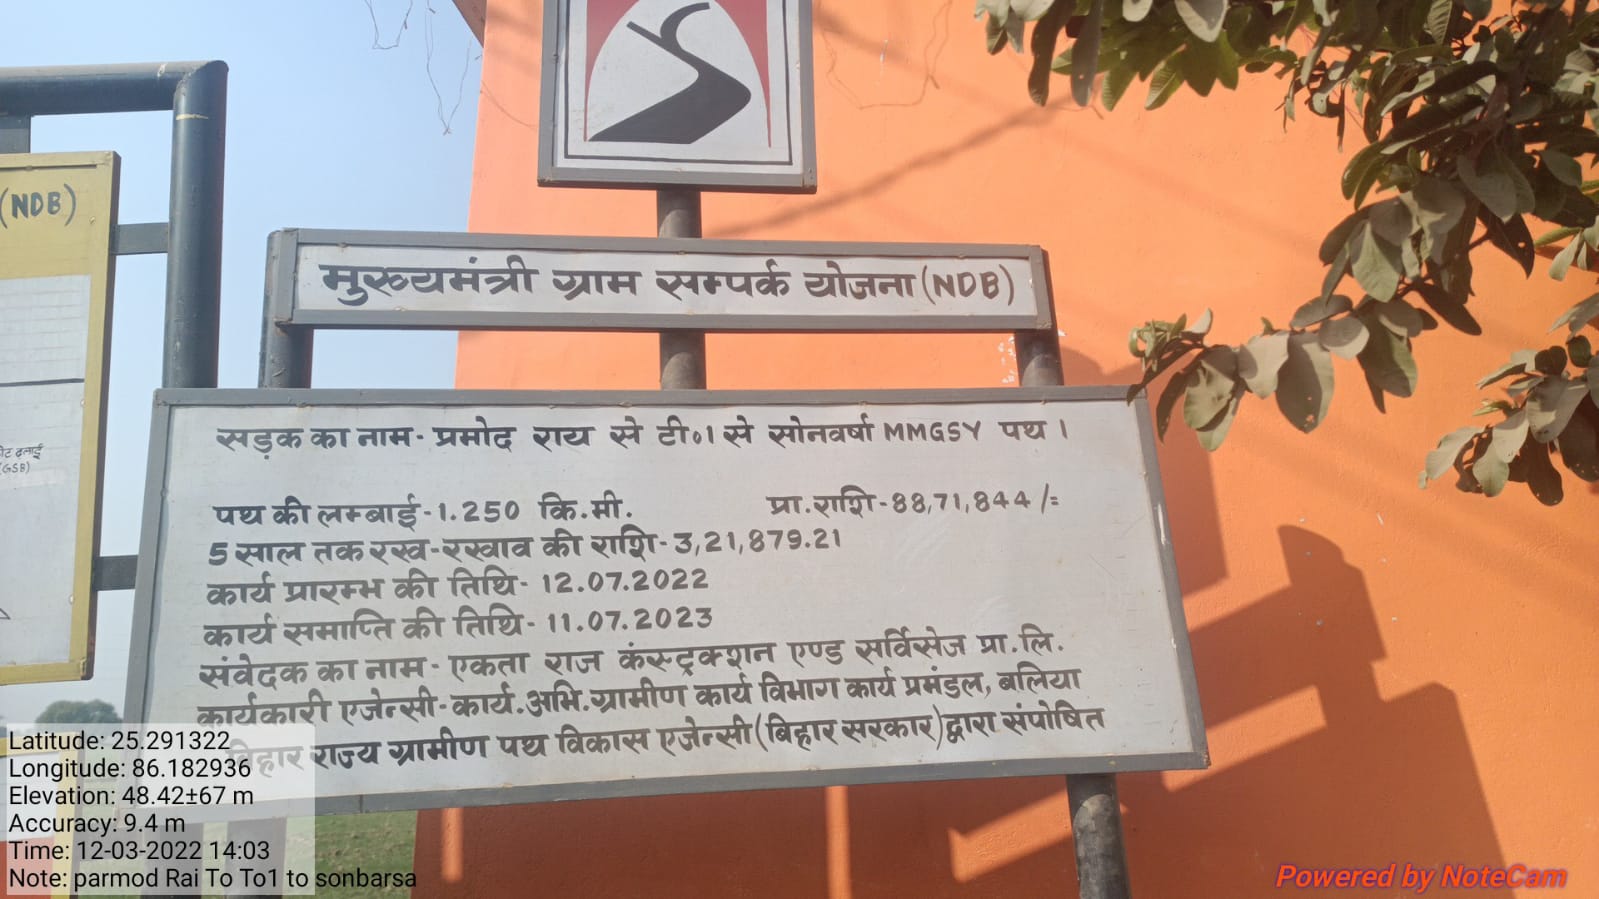 (NDB)
(GSB)
मुख्यमंत्री ग्राम सम्पर्क योजना (NDB)
सड़क का नाम- प्रमोद राय से टी०1 से सोनवर्षा MMGSY पथ ।
पथ की लम्बाई-1.250 कि.मी. प्रा.राशि-88,71,844/=
5 साल तक रख-रखाव की राशि-3,21,879.21
कार्य प्रारम्भ की तिथि- 12.07.2022
कार्य समाप्ति की तिथि- 11.07.2023
संवेदक का नाम- एकता राज कंस्ट्रक्शन एण्ड सर्विसेज प्रा.लि.
कार्यकारी एजेन्सी-कार्य.अभि.ग्रामीण कार्य विभाग कार्य प्रमंडल, बलिया
बिहार राज्य ग्रामीण पथ विकास एजेन्सी(बिहार सरकार)द्वारा संपोषित
Latitude: 25.291322
Longitude: 86.182936
Elevation: 48.42±67 m
Accuracy: 9.4 m
Time: 12-03-2022 14:03
Note: parmod Rai To To1 to sonbarsa
Powered by NoteCam